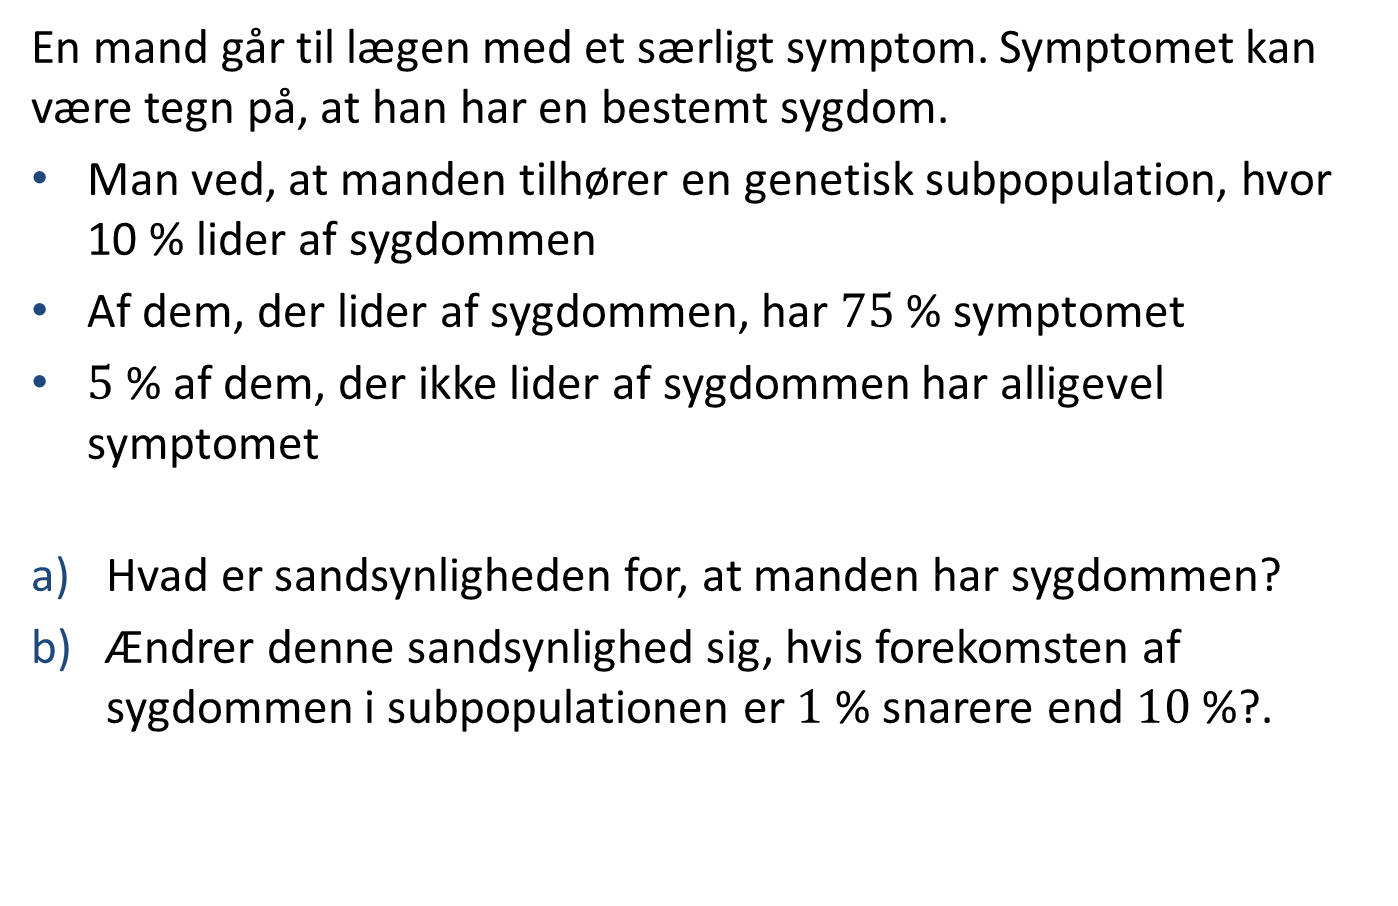 En mand går til lægen med et særligt symptom. Symptomet kan
være tegn på, at han har en bestemt sygdom.
• Man ved, at manden tilhører en genetisk subpopulation, hvor
10 % lider af sygdommen
• Af dem, der lider af sygdommen, har 75 % symptomet
• 5 % af dem, der ikke lider af sygdommen har alligevel
symptomet
a) Hvad er sandsynligheden for, at manden har sygdommen?
b) Ændrer denne sandsynlighed sig, hvis forekomsten af
sygdommen i subpopulationen er 1 % snarere end 10 %?.